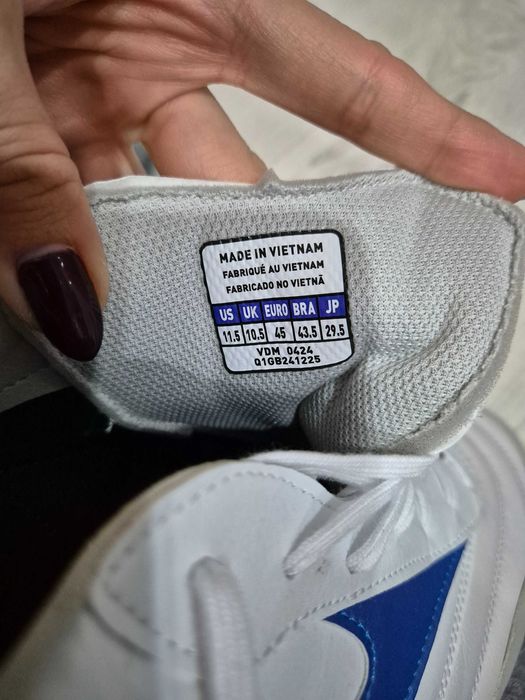 MADE IN VIETNAM
FABRIQUÉ AU VIETNAM
FABRICADO NO VIETNÃ
US UK EURO BRA JP
11.5 10.5 45 43.5 29.5
VDM 0424
Q1GB241225